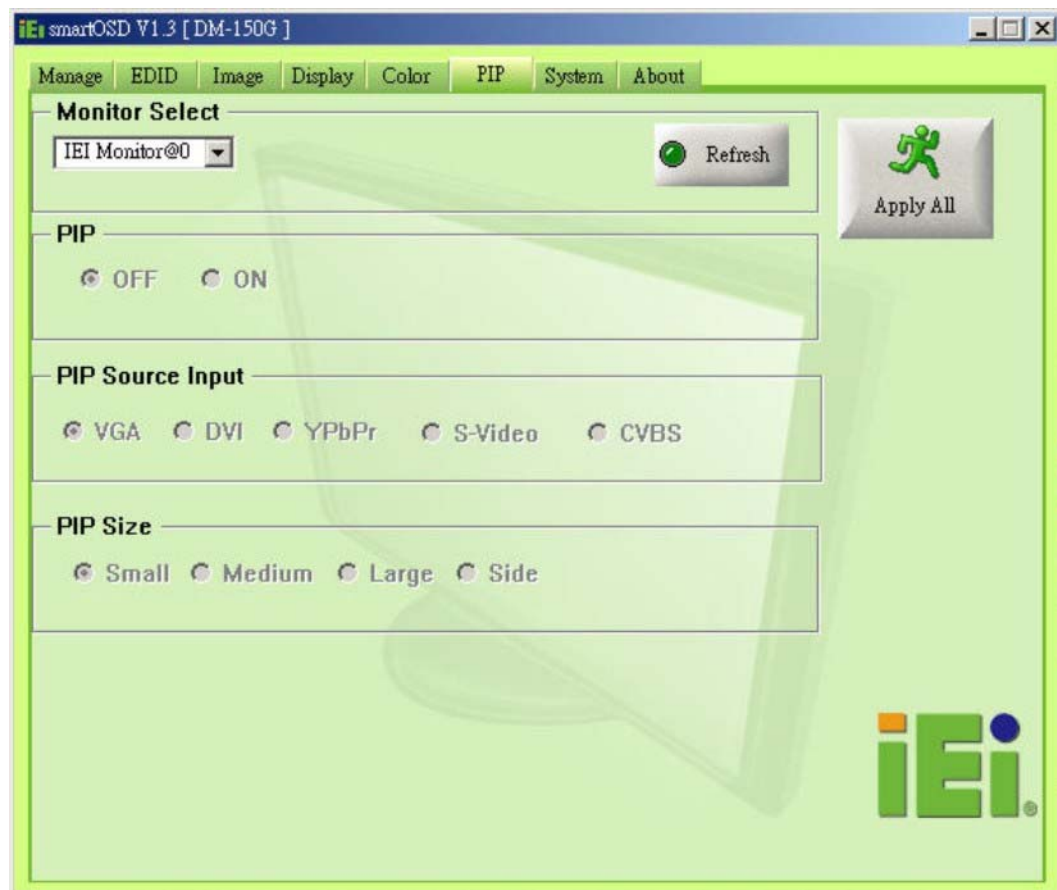 iEi smartOSD V1.3 [ DM-150G ]
Manage EDID Image Display Color PIP System About
Monitor Select
IEI Monitor@0
Refresh
Apply All
PIP
OFF ON
PIP Source Input
VGA DVI YPbPr S-Video CVBS
PIP Size
Small Medium Large Side
iEi®